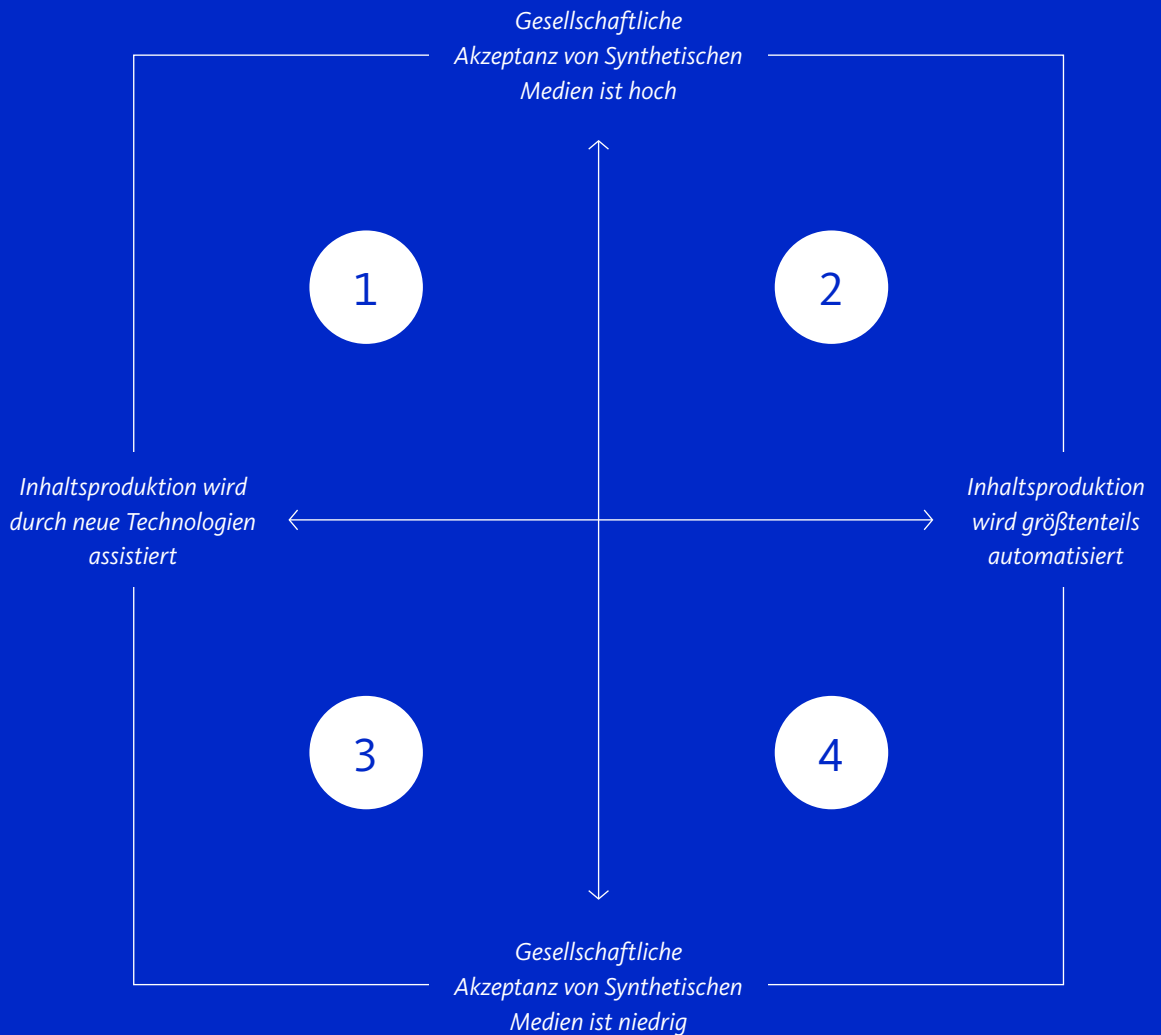 Gesellschaftliche
Akzeptanz von Synthetischen
Medien ist hoch
1
2
Inhaltsproduktion wird
durch neue Technologien
assistiert
Inhaltsproduktion
wird größtenteils
automatisiert
3
4
Gesellschaftliche
Akzeptanz von Synthetischen
Medien ist niedrig